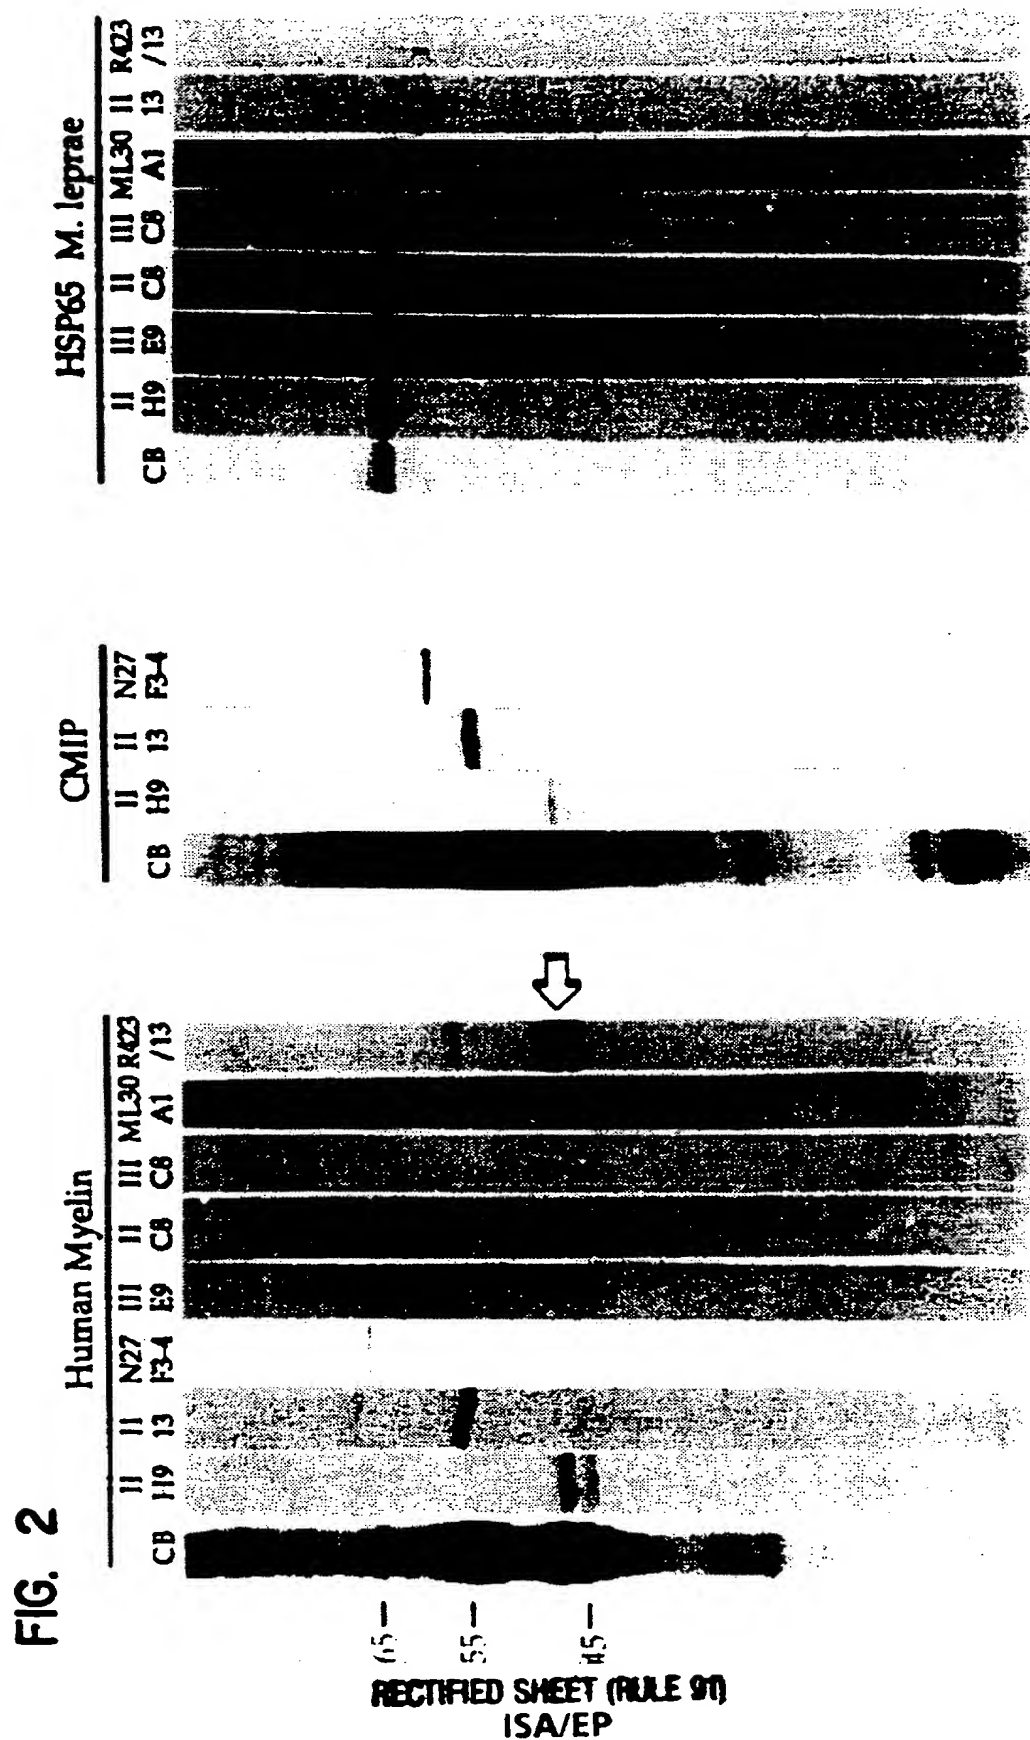 FIG. 2
Human Myelin
CB II II N27 III II III ML30 R423
H9 13 F3-4 E9 C8 C8 A1 /13
CMIP
CB II II N27
H9 13 F3-4
HSP65 M. leprae
CB II III II III ML30 II R423
H9 E9 C8 C8 A1 13 /13
65
55
45
RECTIFIED SHEET (RULE 91)
ISA/EP